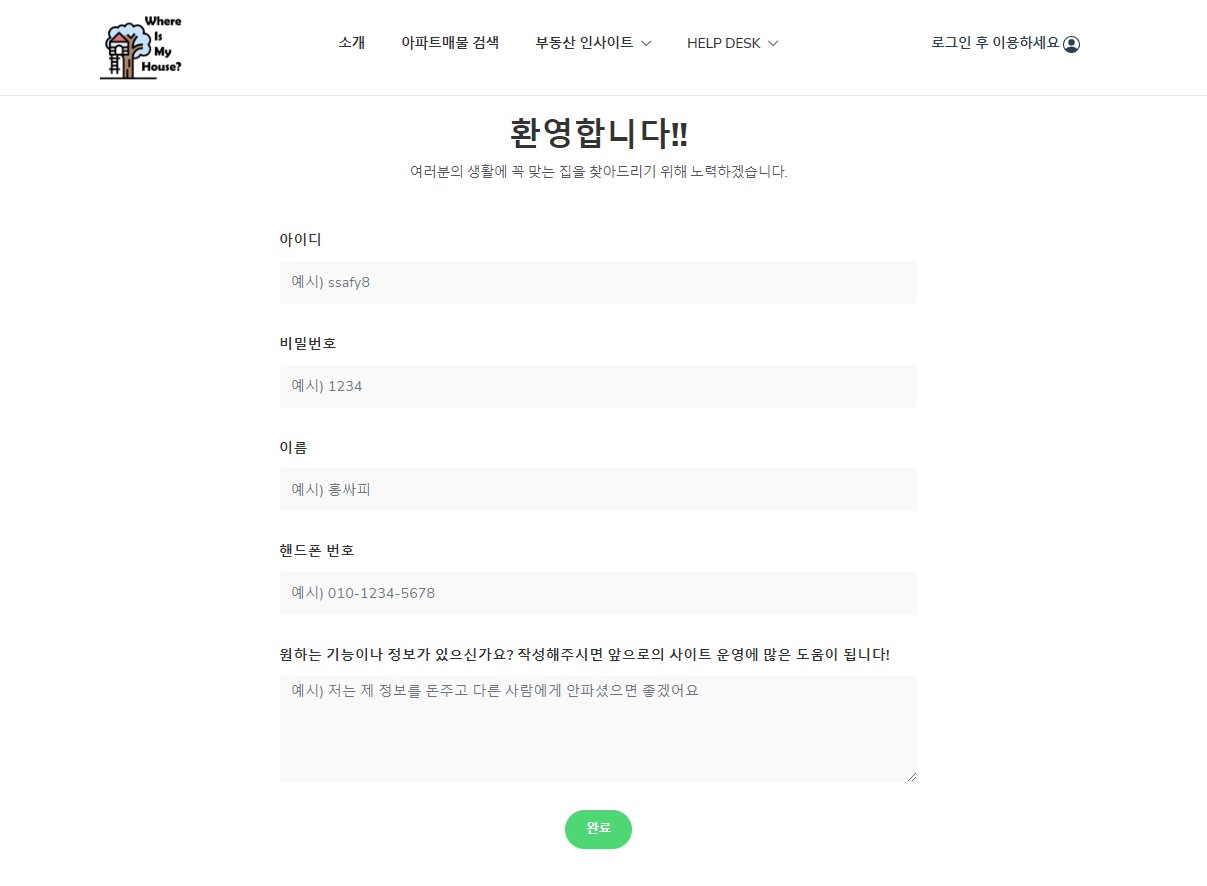 Where
Is
My
House?
소개
아파트매물 검색
부동산 인사이트
HELP DESK
로그인 후 이용하세요
환영합니다!!
여러분의 생활에 꼭 맞는 집을 찾아드리기 위해 노력하겠습니다.
아이디
예시) ssafy8
비밀번호
예시) 1234
이름
예시) 홍싸피
핸드폰 번호
예시) 010-1234-5678
원하는 기능이나 정보가 있으신가요? 작성해주시면 앞으로의 사이트 운영에 많은 도움이 됩니다!
예시) 저는 제 정보를 돈주고 다른 사람에게 안파셨으면 좋겠어요
완료